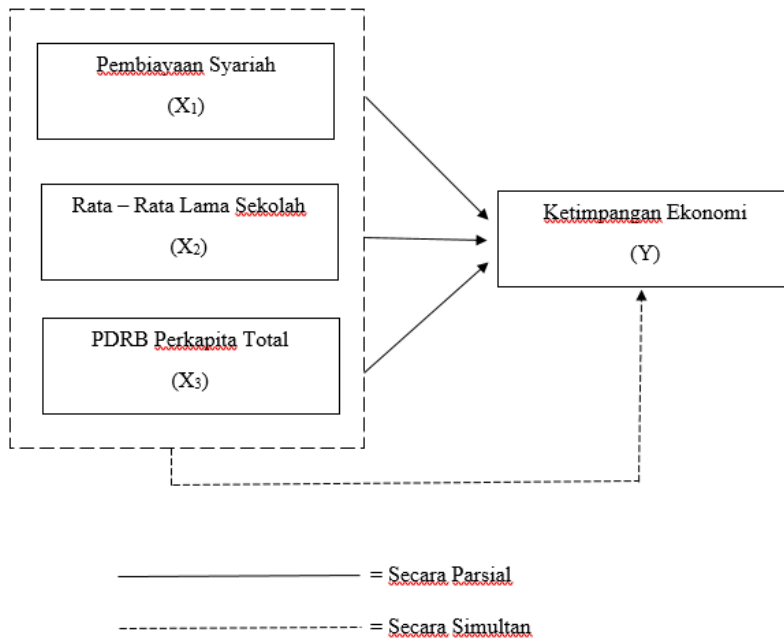 Pembiayaan Syariah
(X₁)
Rata – Rata Lama Sekolah
(X₂)
PDRB Perkapita Total
(X₃)
Ketimpangan Ekonomi
(Y)
= Secara Parsial
= Secara Simultan